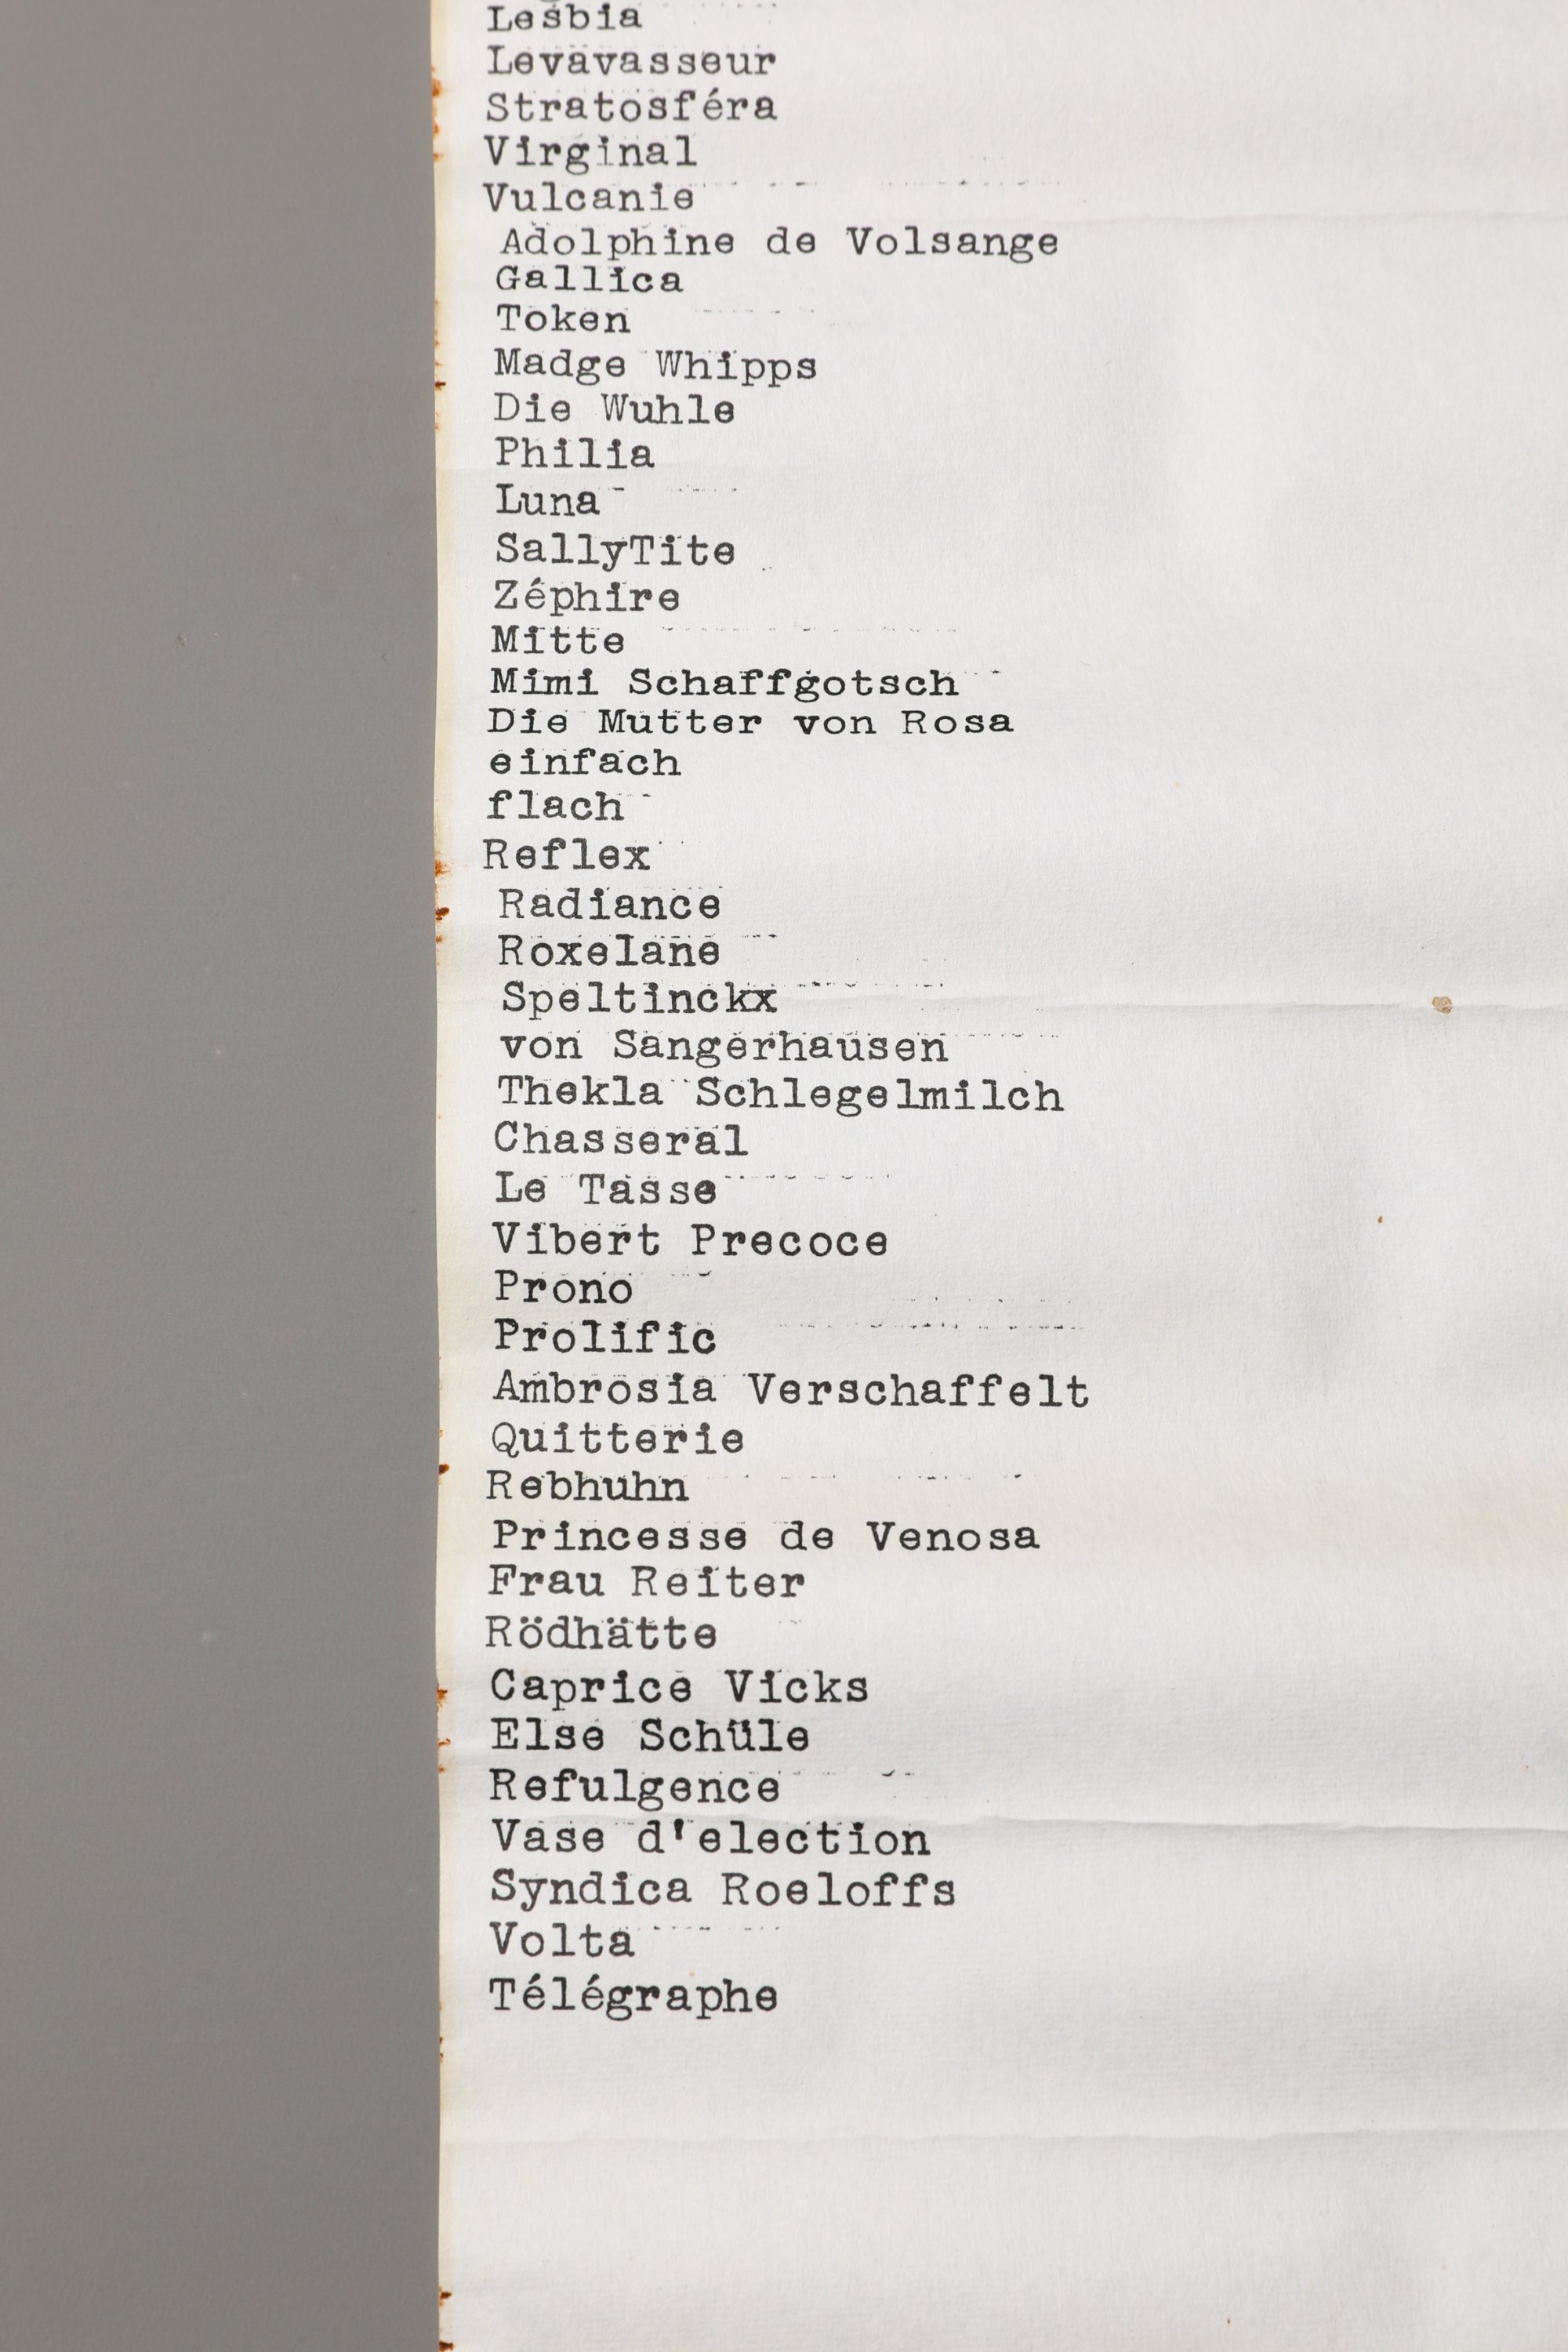 Lesbia
Levavasseur
Stratosféra
Virginal
Vulcanie
Adolphine de Volsange
Gallica
Token
Madge Whipps
Die Wuhle
Philia
Luna
SallyTite
Zéphire
Mitte
Mimi Schaffgotsch
Die Mutter von Rosa
einfach
flach
Reflex
Radiance
Roxelane
Speltinckx
von Sangerhausen
Thekla Schlegelmilch
Chasseral
Le Tasse
Vibert Precoce
Prono
Prolific
Ambrosia Verschaffelt
Quitterie
Rebhuhn
Princesse de Venosa
Frau Reiter
Rödhätte
Caprice Vicks
Else Schüle
Refulgence
Vase d'election
Syndica Roeloffs
Volta
Télégraphe